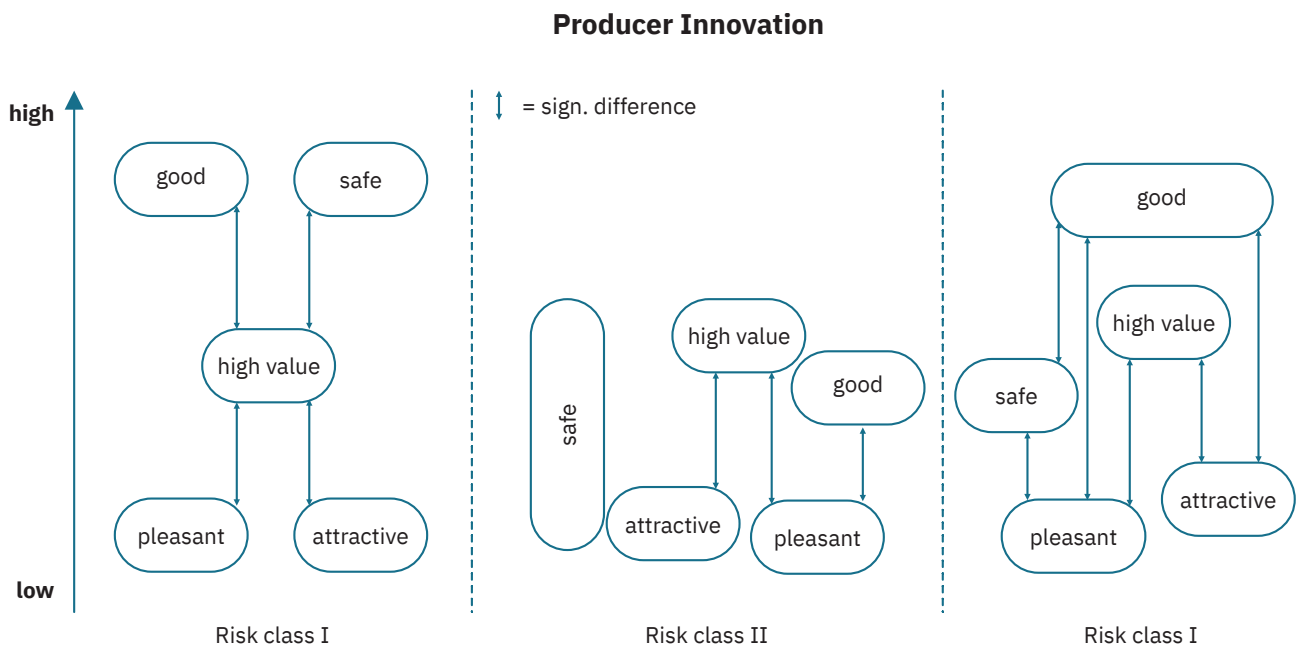 Producer Innovation
high
= sign. difference
good
safe
high value
pleasant
attractive
low
Risk class I
safe
high value
good
attractive
pleasant
Risk class II
good
high value
safe
attractive
pleasant
Risk class I